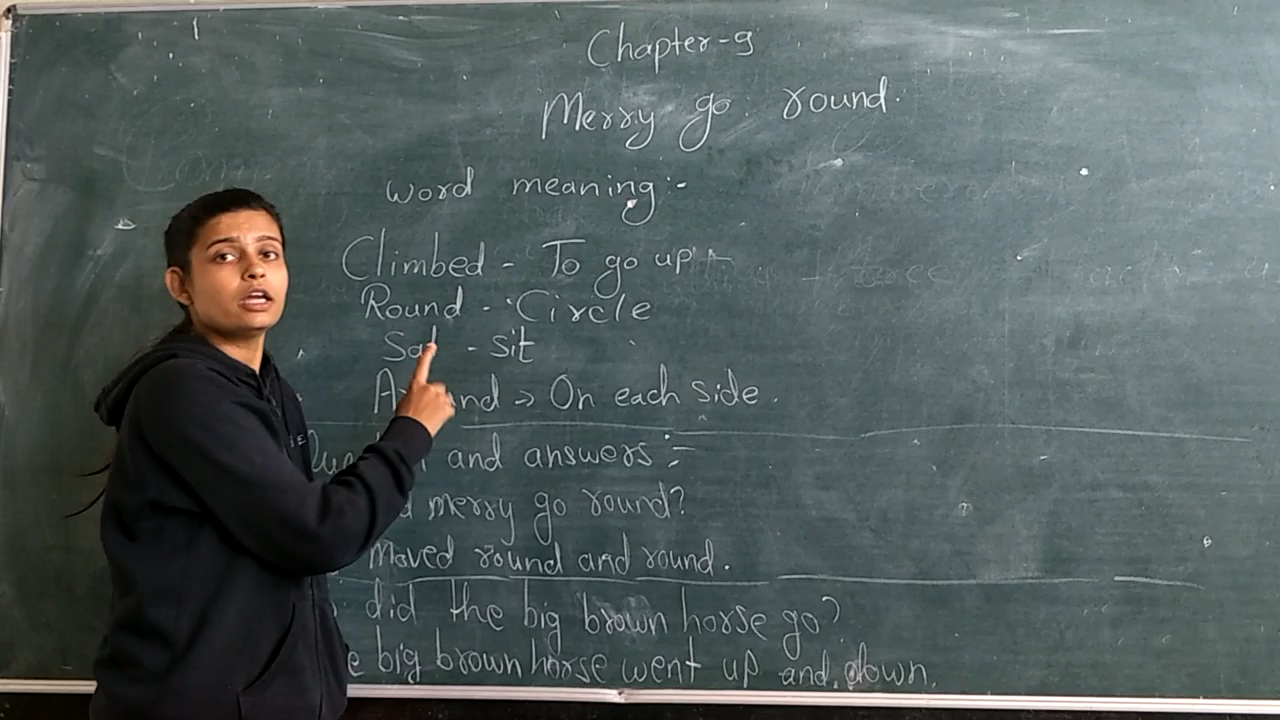 Chapter-9
Merry go round.
word meaning:-
Climbed - To go up -
Round - Circle
Sat - sit
Around → On each side.
and answers:-
merry go round?
moved round and round.
did the big brown horse go?
big brown horse went up and down.